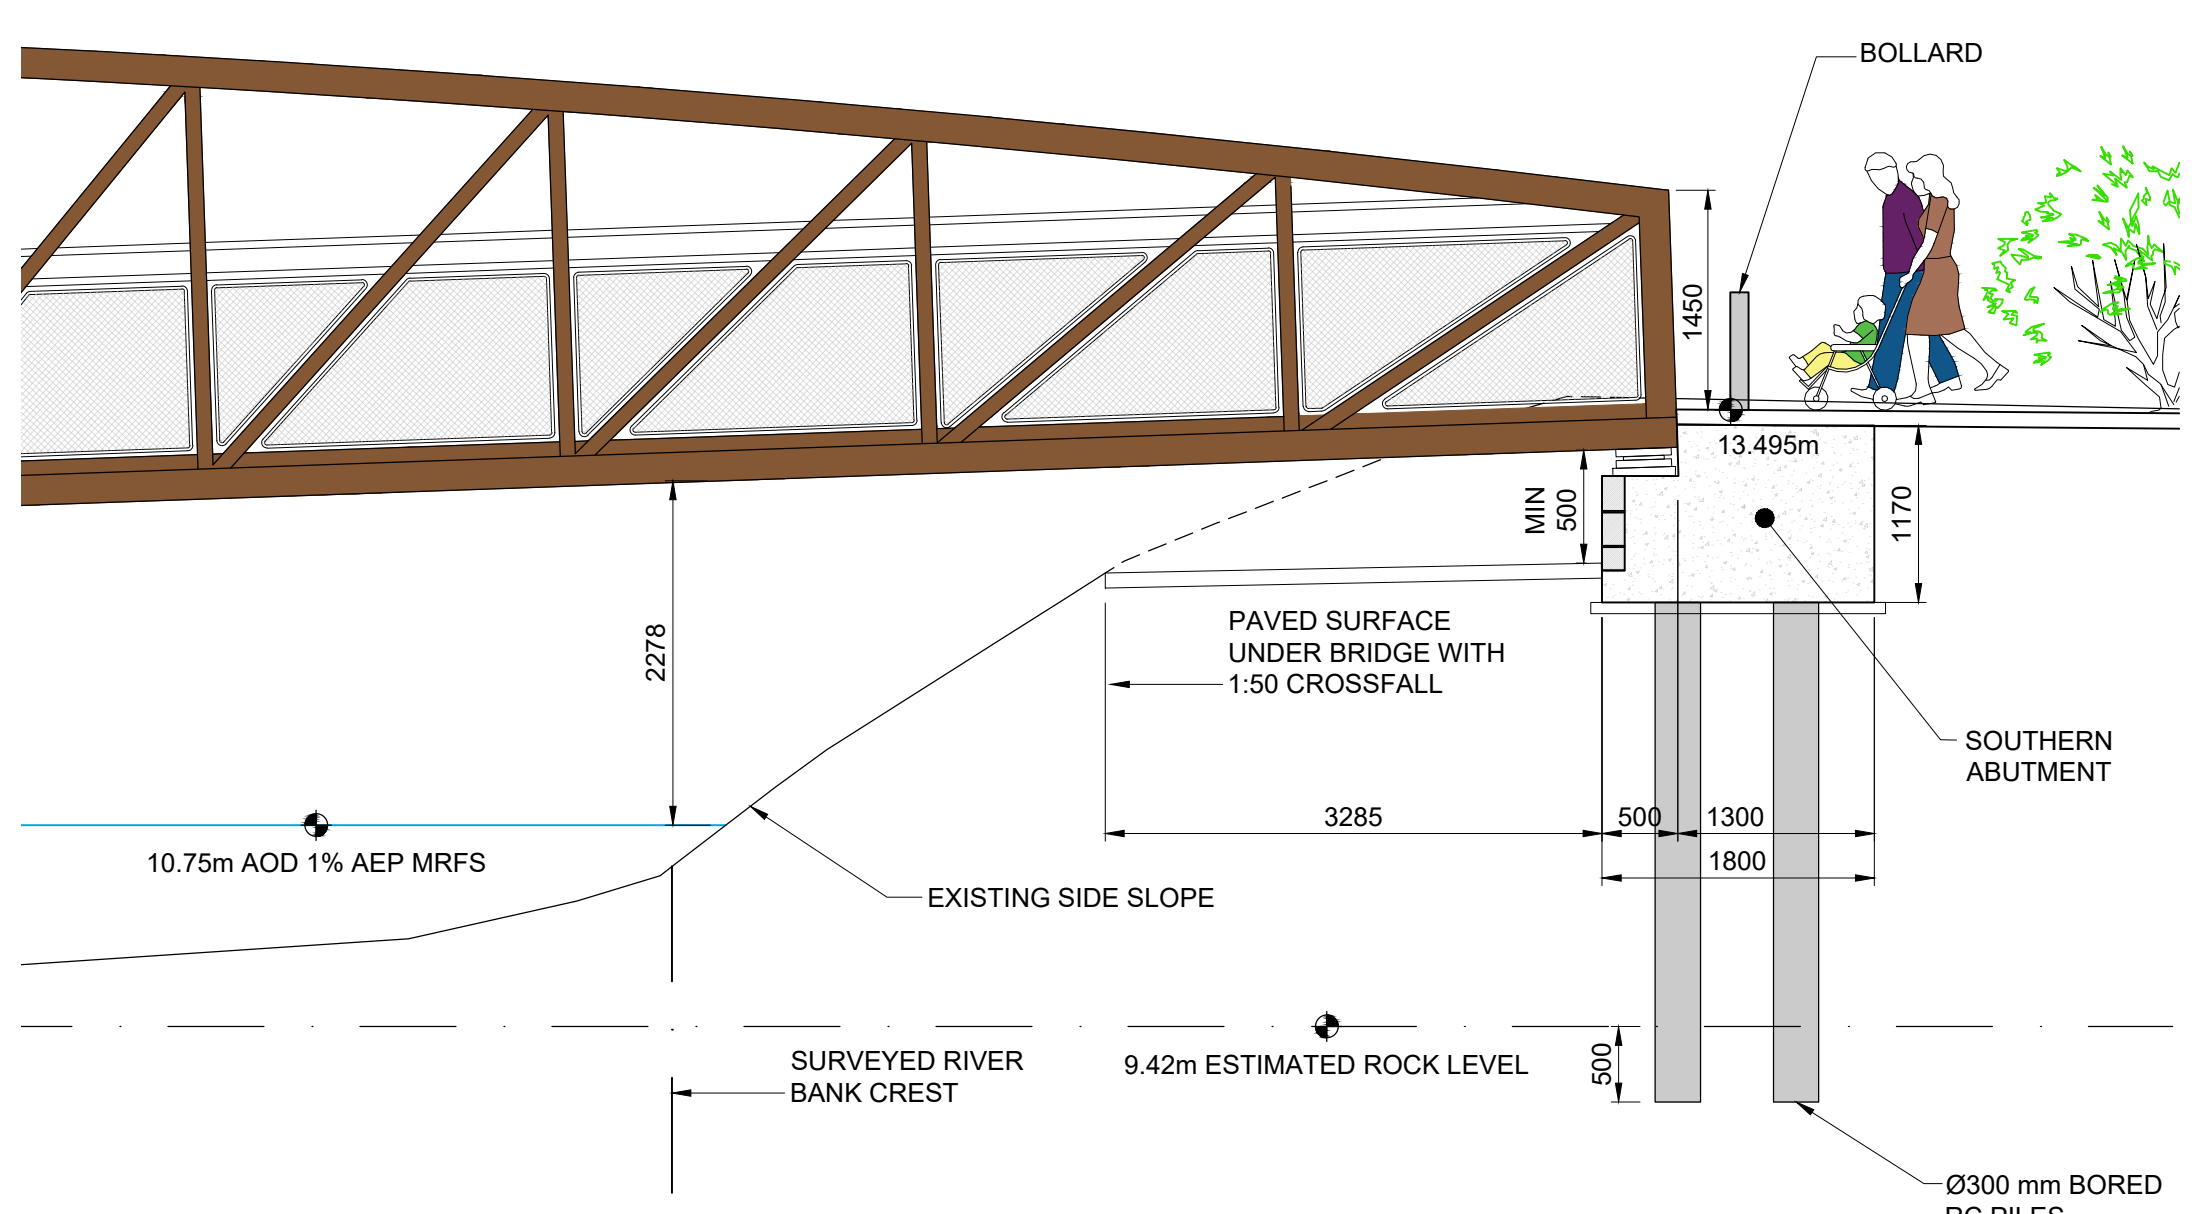 BOLLARD
1450
13.495m
MIN
500
1170
2278
PAVED SURFACE
UNDER BRIDGE WITH
1:50 CROSSFALL
SOUTHERN
ABUTMENT
3285
500
1300
1800
10.75m AOD 1% AEP MRFS
EXISTING SIDE SLOPE
SURVEYED RIVER
BANK CREST
9.42m ESTIMATED ROCK LEVEL
500
Ø300 mm BORED
RC PILES